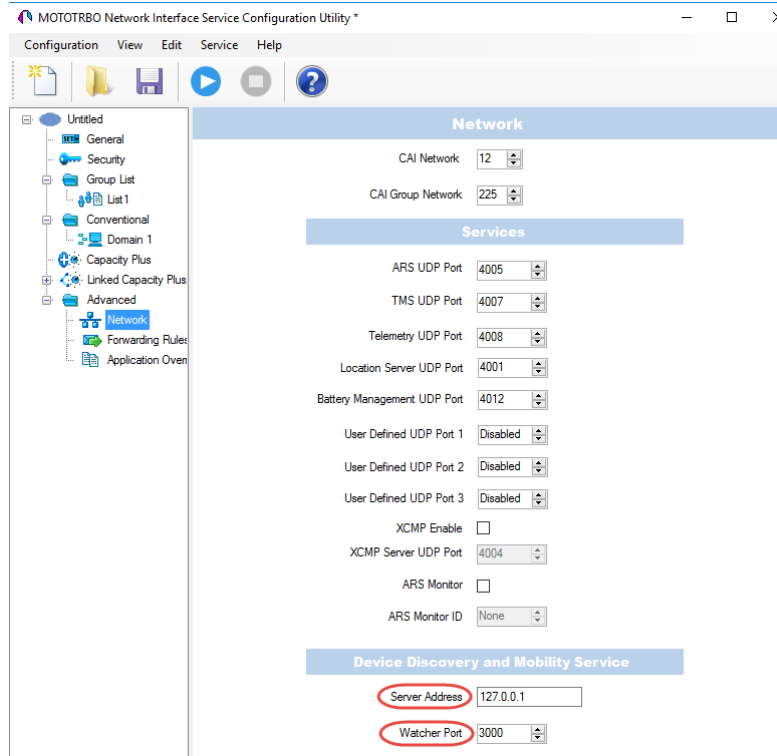 MOTOTRBO Network Interface Service Configuration Utility *
Configuration View Edit Service Help
Untitled
General
Security
Group List
List1
Conventional
Domain 1
Capacity Plus
Linked Capacity Plus
Advanced
Network
Forwarding Rules
Application Overr
Network
CAI Network 12
CAI Group Network 225
Services
ARS UDP Port 4005
TMS UDP Port 4007
Telemetry UDP Port 4008
Location Server UDP Port 4001
Battery Management UDP Port 4012
User Defined UDP Port 1 Disabled
User Defined UDP Port 2 Disabled
User Defined UDP Port 3 Disabled
XCMP Enable
XCMP Server UDP Port 4004
ARS Monitor
ARS Monitor ID None
Device Discovery and Mobility Service
Server Address 127.0.0.1
Watcher Port 3000